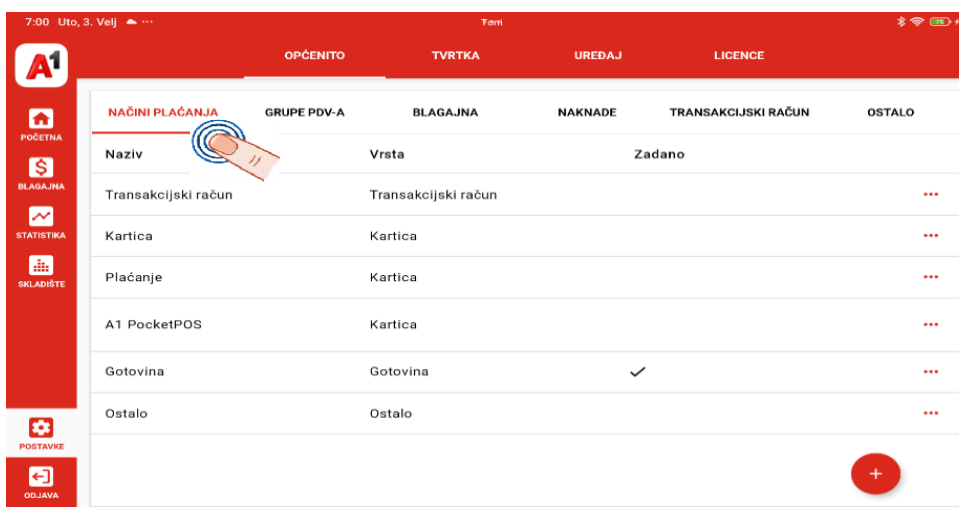 7:00 Uto, 3. Velj ···
75
A1
OPĆENITO TVRTKA UREĐAJ LICENCE
NAČINI PLAĆANJA GRUPE PDV-A BLAGAJNA NAKNADE TRANSAKCIJSKI RAČUN OSTALO
POČETNA
BLAGAJNA
STATISTIKA
SKLADIŠTE
POSTAVKE
ODJAVA
Naziv Vrsta Zadano
Transakcijski račun Transakcijski račun
Kartica Kartica
Plaćanje Kartica
A1 PocketPOS Kartica
Gotovina Gotovina
Ostalo Ostalo